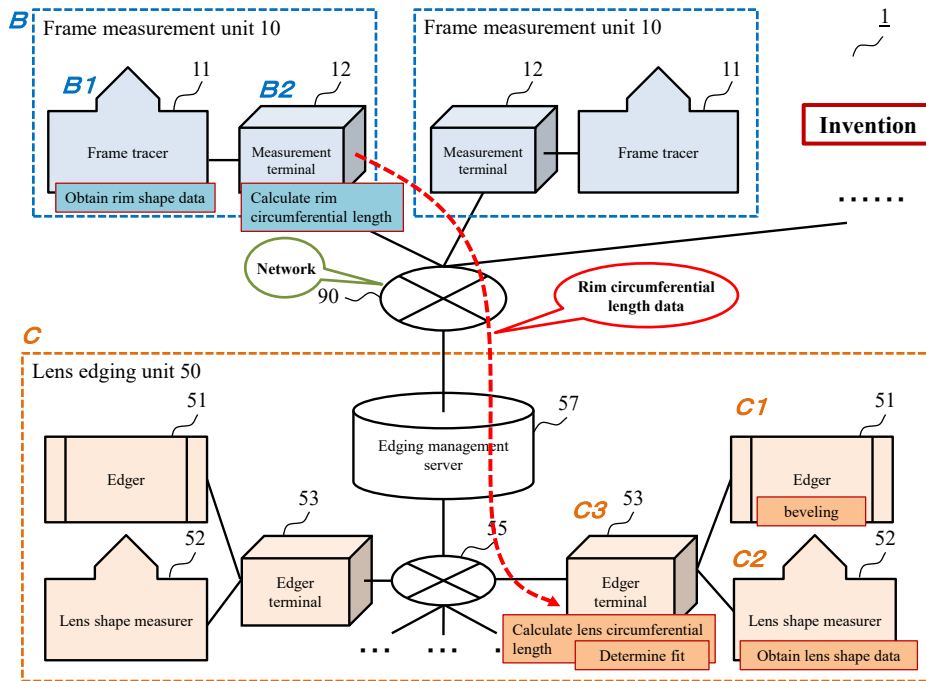 B
Frame measurement unit 10
Frame measurement unit 10
1
B1
11
B2
12
12
11
Invention
Frame tracer
Measurement
terminal
Measurement
terminal
Frame tracer
Obtain rim shape data
Calculate rim
circumferential length
......
Network
90
Rim circumferential
length data
C
Lens edging unit 50
51
57
C1
51
Edger
Edging management
server
Edger
beveling
53
C3
53
52
55
C2
52
Edger
terminal
Edger
terminal
Lens shape measurer
Lens shape measurer
Calculate lens circumferential
length
Determine fit
Obtain lens shape data
... ... ...